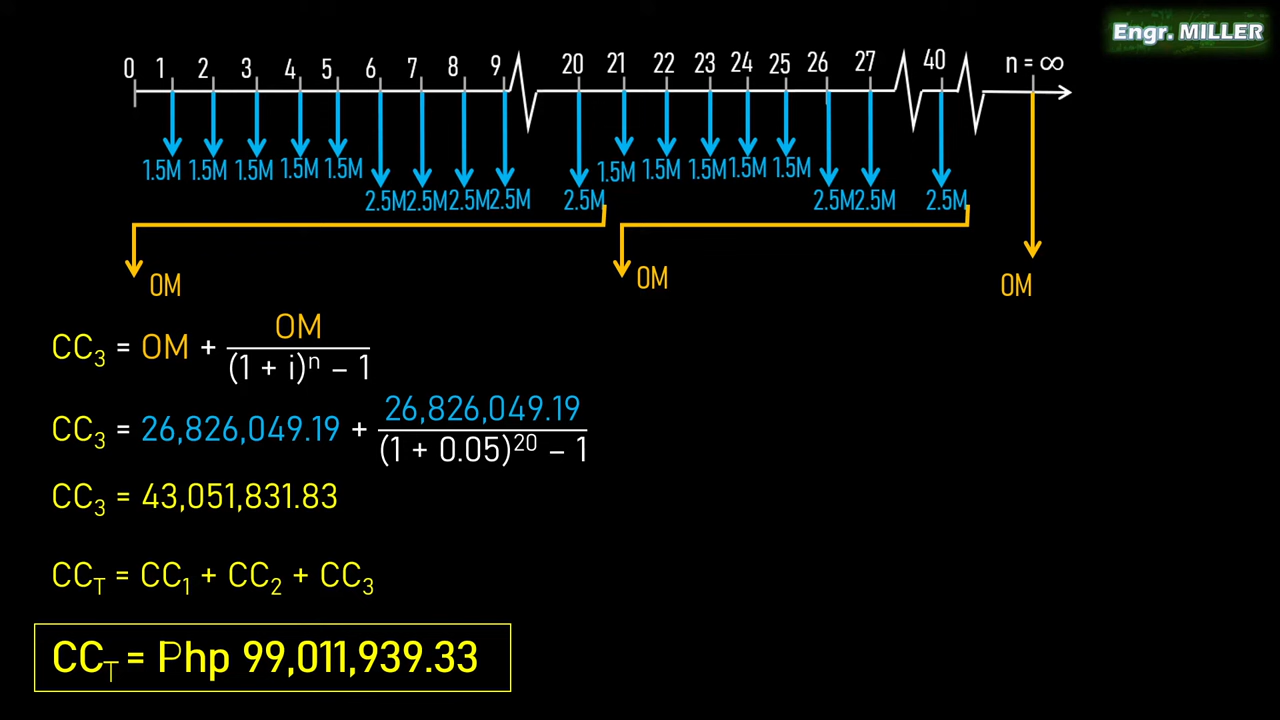 Engr. MILLER
0 1 2 3 4 5 6 7 8 9 20 21 22 23 24 25 26 27 40 n = ∞
1.5M 1.5M 1.5M 1.5M 1.5M 1.5M 1.5M 1.5M 1.5M 1.5M
2.5M 2.5M 2.5M 2.5M 2.5M 2.5M 2.5M 2.5M
OM OM OM
CC₃ = OM + OM / (1 + i)ⁿ − 1
CC₃ = 26,826,049.19 + 26,826,049.19 / (1 + 0.05)²⁰ − 1
CC₃ = 43,051,831.83
CC_T = CC₁ + CC₂ + CC₃
CC_T = Php 99,011,939.33